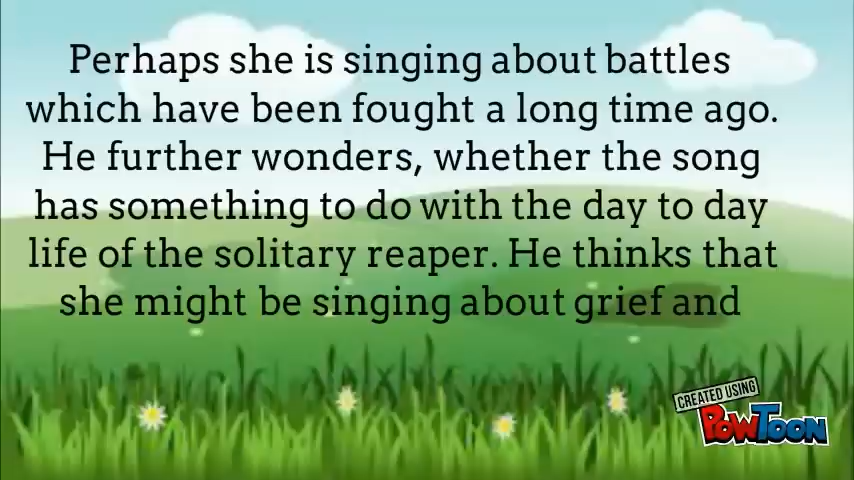 Perhaps she is singing about battles
which have been fought a long time ago.
He further wonders, whether the song
has something to do with the day to day
life of the solitary reaper. He thinks that
she might be singing about grief and
CREATED USING
POWTOON